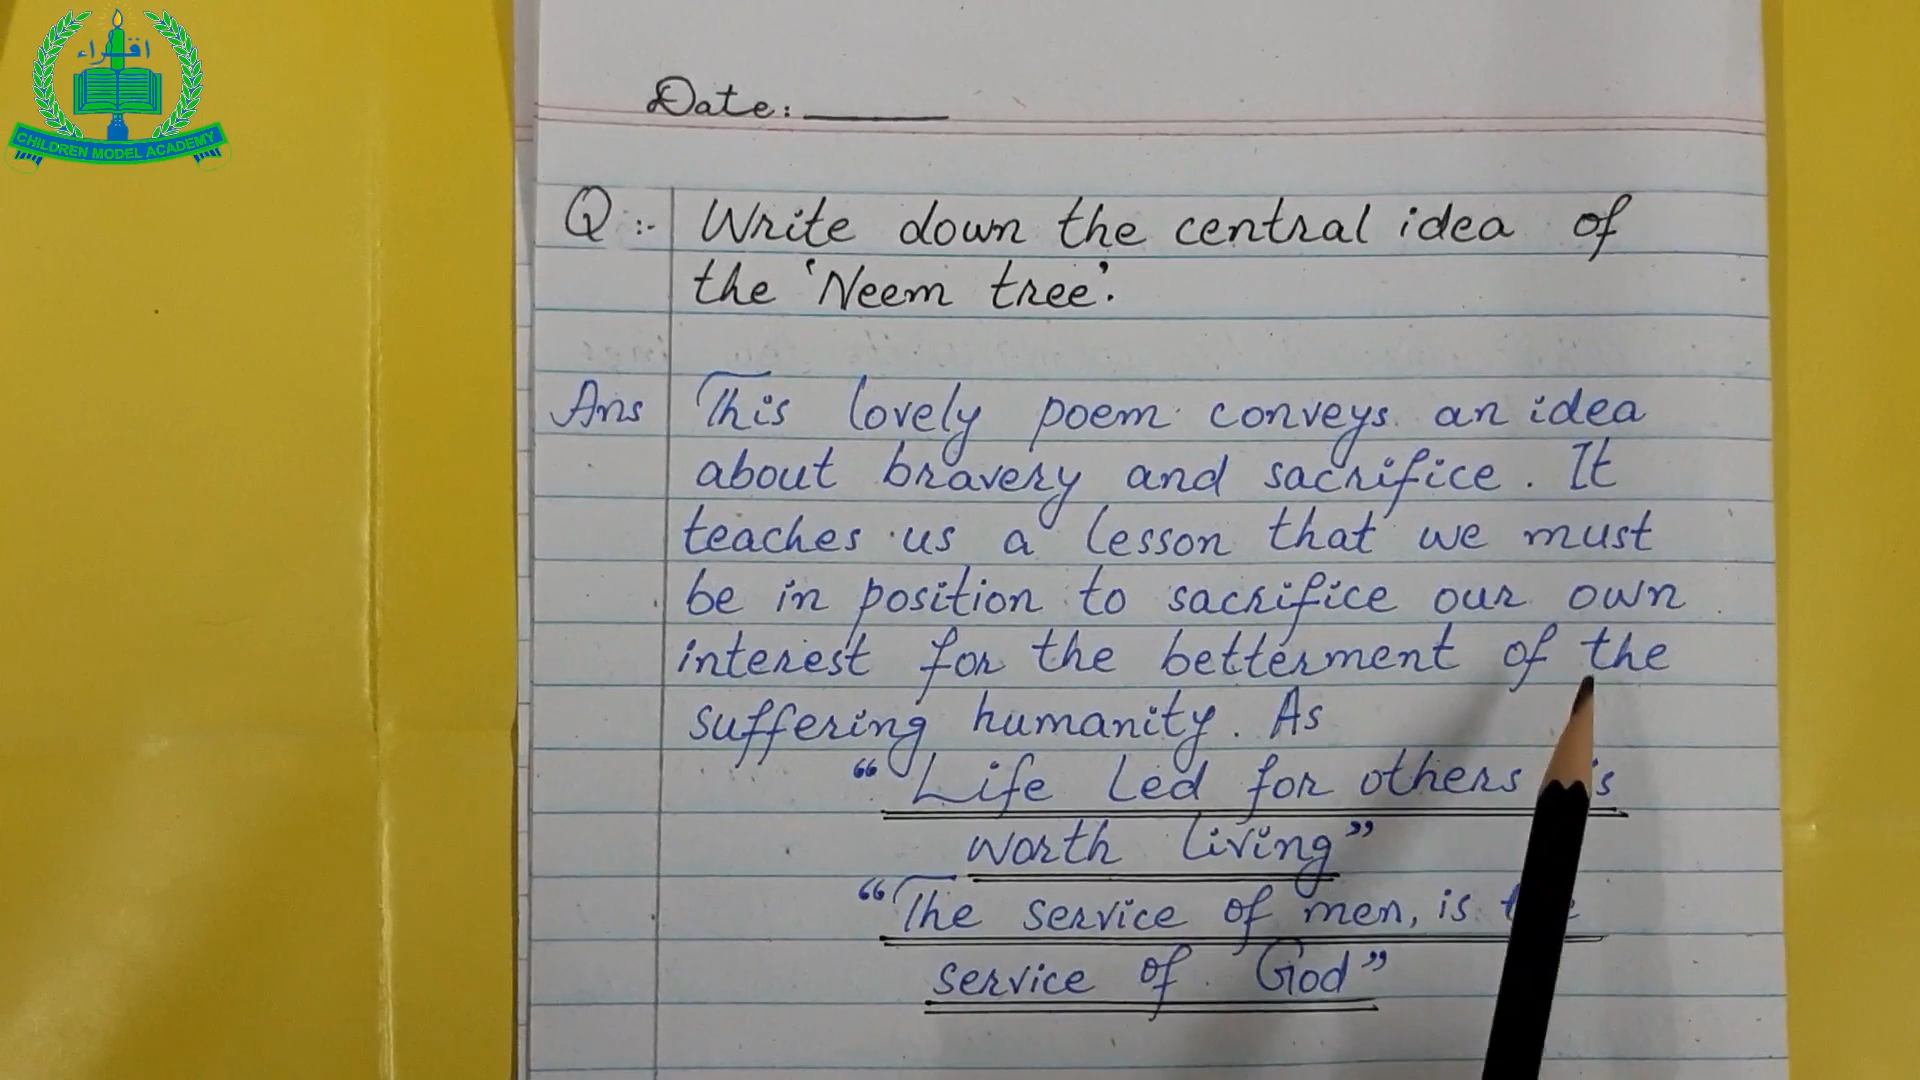 اقراء
CHILDREN MODEL ACADEMY
Date:
Q:- Write down the central idea of
the 'Neem tree'.
Ans This lovely poem conveys an idea
about bravery and sacrifice. It
teaches us a lesson that we must
be in position to sacrifice our own
interest for the betterment of the
suffering humanity. As
“Life Led for others is
worth living”
“The service of men, is the
service of God”